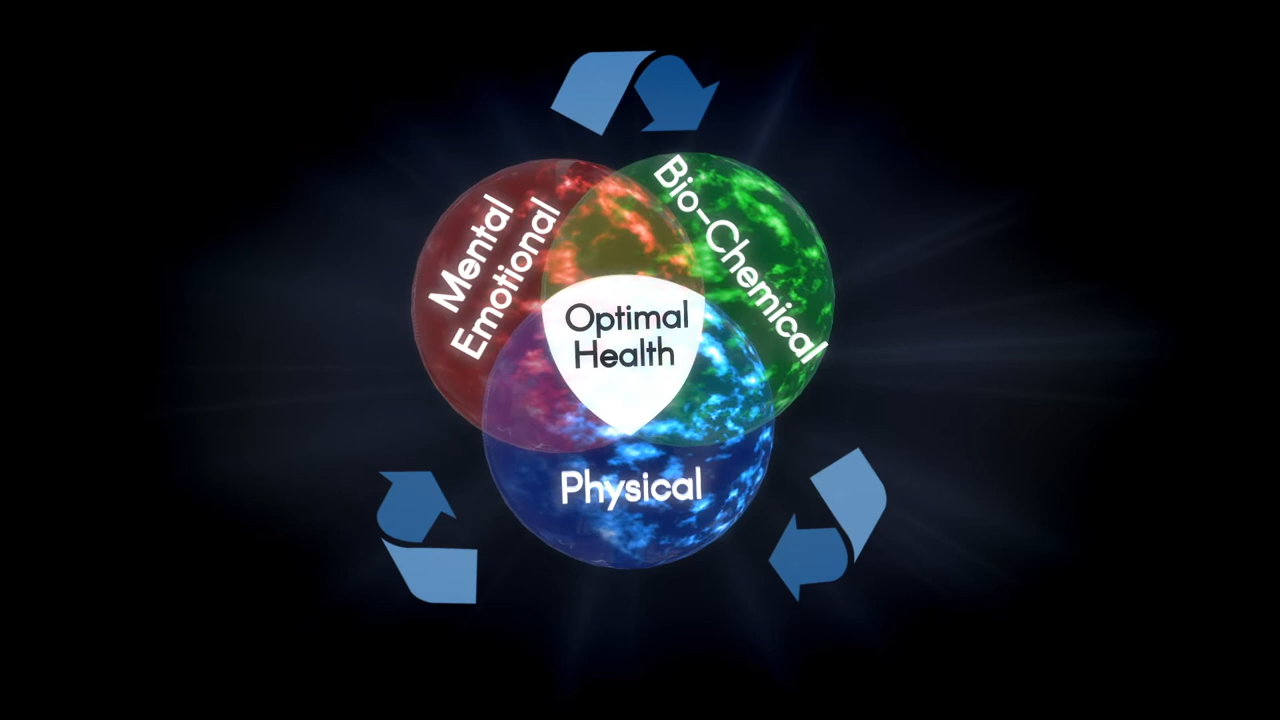 Mental
Emotional
Bio-Chemical
Optimal
Health
Physical